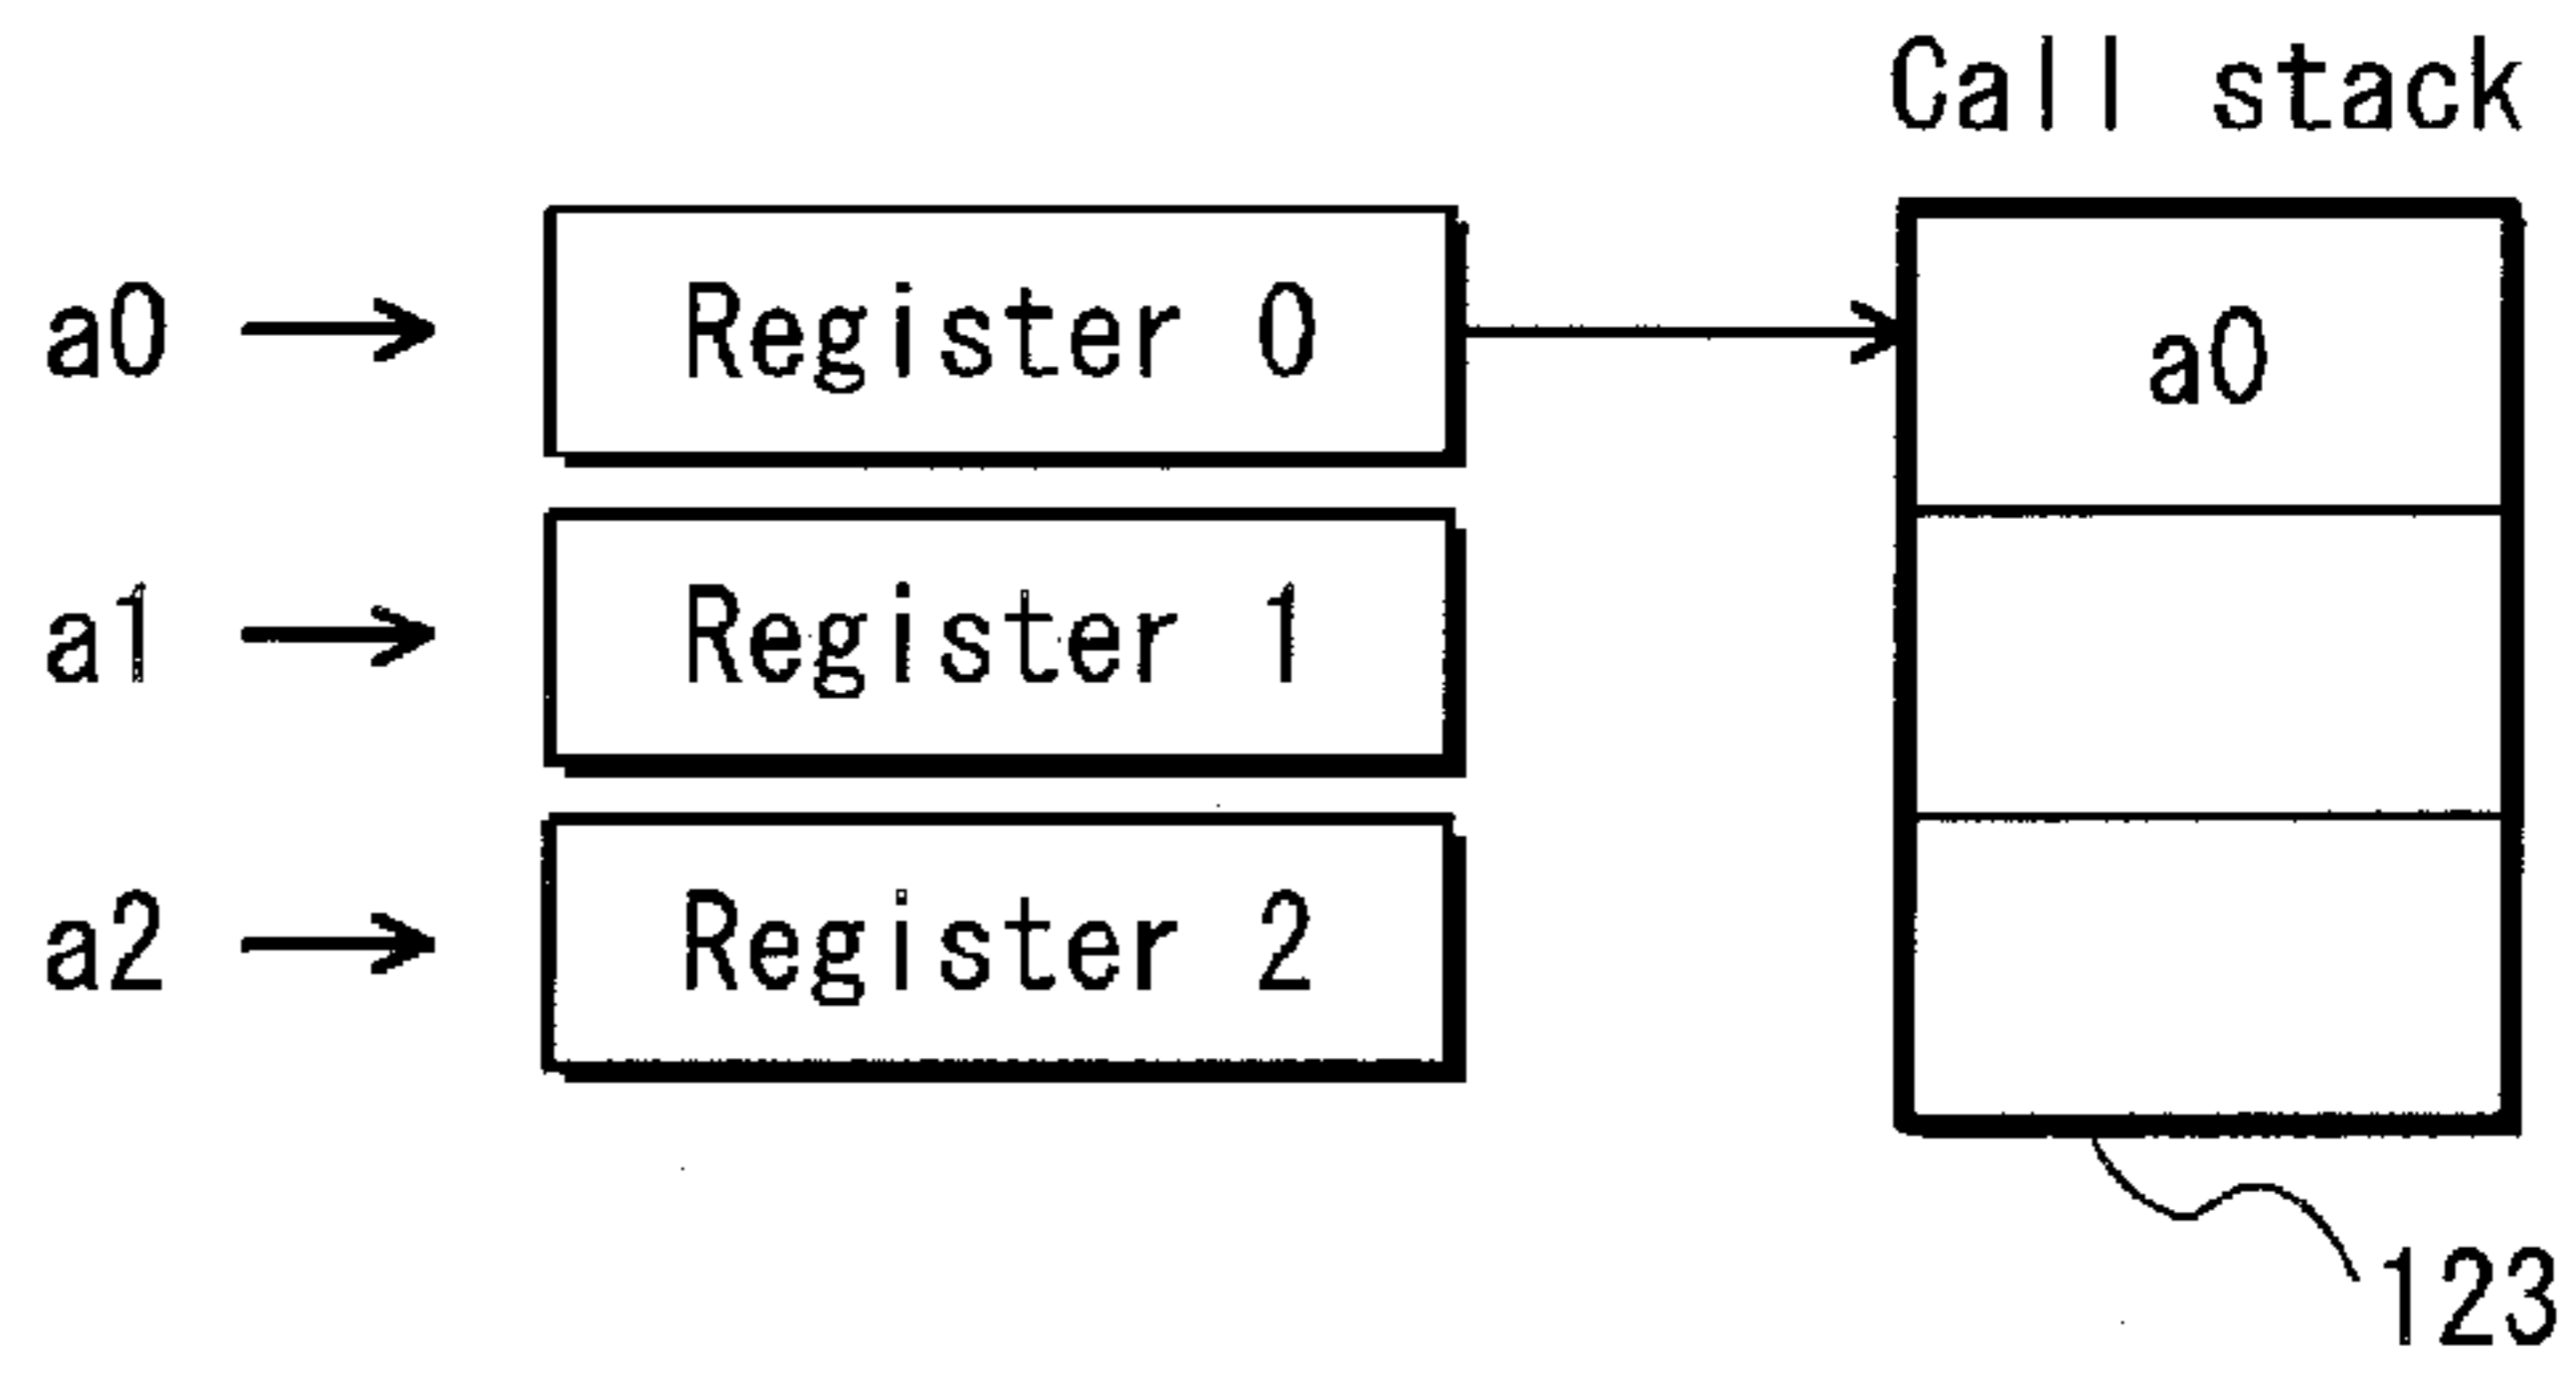 Call stack
a0 → Register 0 a0
a1 → Register 1
a2 → Register 2
123